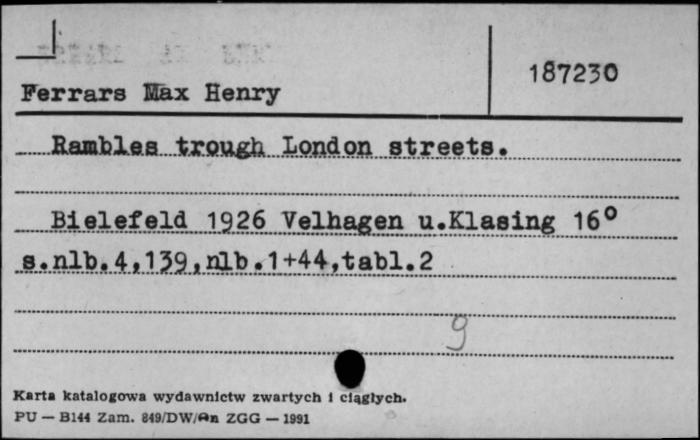 187230
Ferrars Max Henry
Rambles trough London streets.
Bielefeld 1926 Velhagen u.Klasing 16°
s.nlb.4,139,nlb.1+44,tabl.2
9
Karta katalogowa wydawnictw zwartych i ciągłych.
PU — B144 Zam. 849/DW/An ZGG — 1991